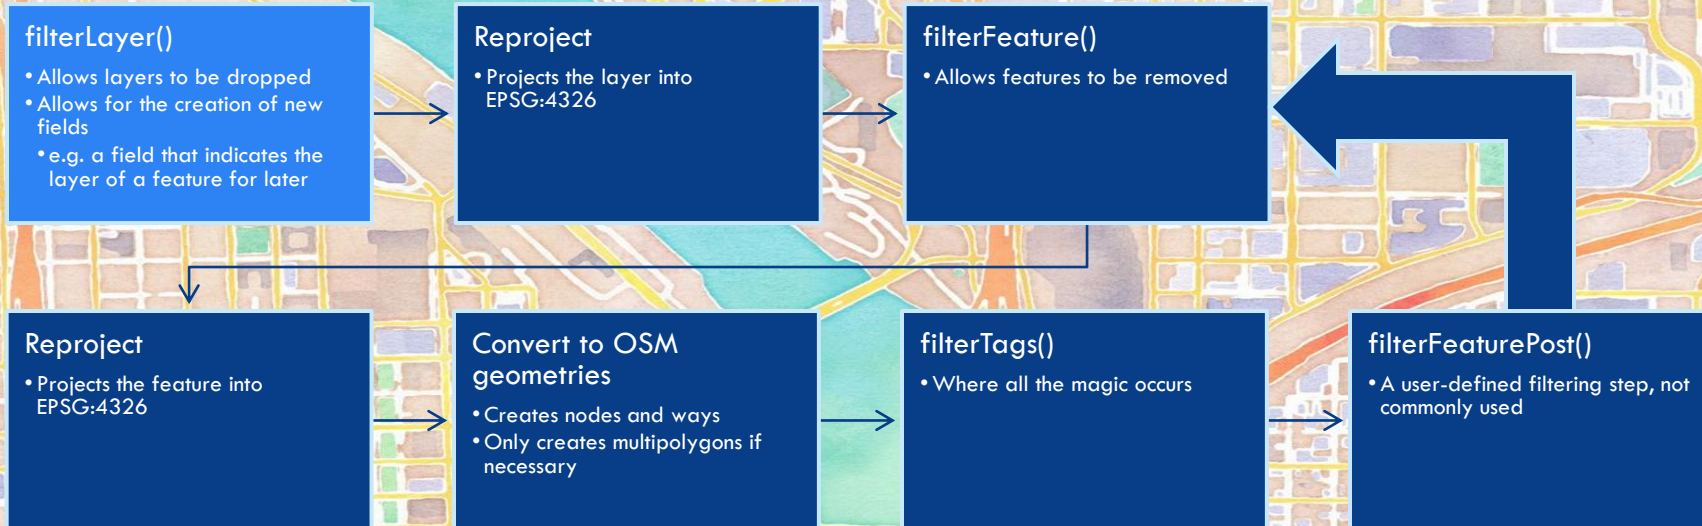 filterLayer()
• Allows layers to be dropped
• Allows for the creation of new
fields
• e.g. a field that indicates the
layer of a feature for later
Reproject
• Projects the layer into
EPSG:4326
filterFeature()
• Allows features to be removed
Reproject
• Projects the feature into
EPSG:4326
Convert to OSM
geometries
• Creates nodes and ways
• Only creates multipolygons if
necessary
filterTags()
• Where all the magic occurs
filterFeaturePost()
• A user-defined filtering step, not
commonly used